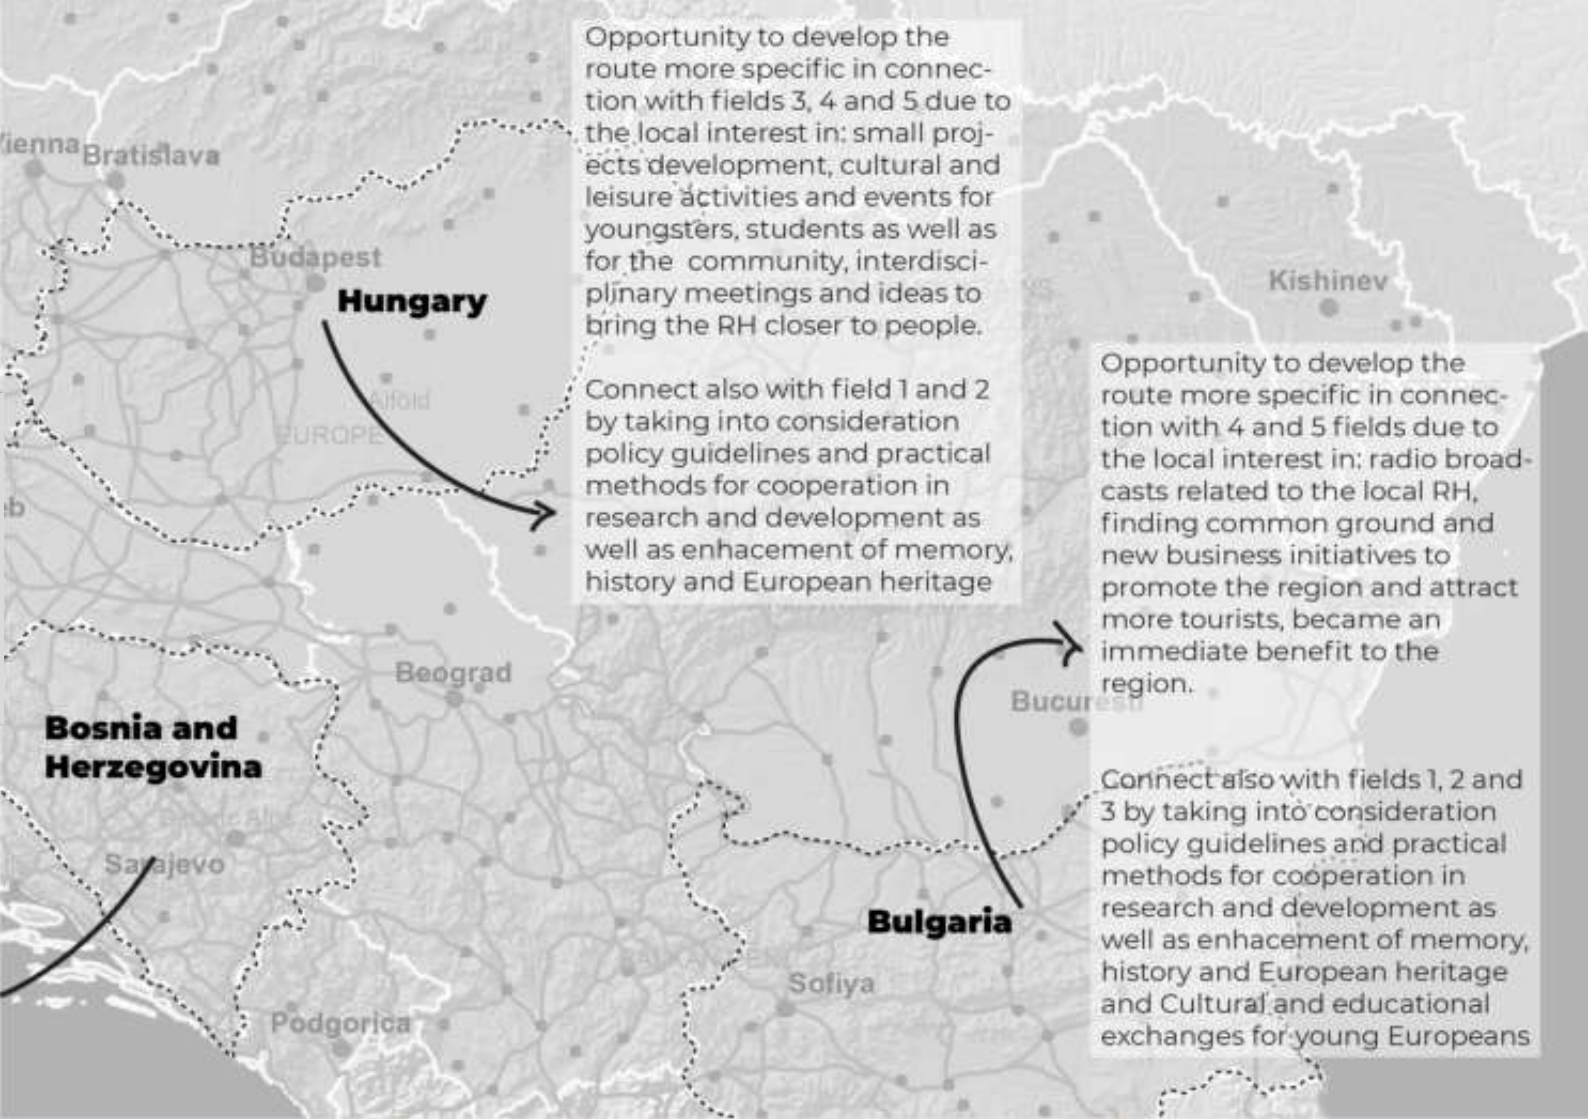 Opportunity to develop the
route more specific in connec-
tion with fields 3, 4 and 5 due to
the local interest in: small proj-
ects development, cultural and
leisure activities and events for
youngsters, students as well as
for the community, interdisci-
plinary meetings and ideas to
bring the RH closer to people.
Connect also with field 1 and 2
by taking into consideration
policy guidelines and practical
methods for cooperation in
research and development as
well as enhacement of memory,
history and European heritage
Bratislava
Budapest
Hungary
Alfold
EUROPE
Kishinev
Opportunity to develop the
route more specific in connec-
tion with 4 and 5 fields due to
the local interest in: radio broad-
casts related to the local RH,
finding common ground and
new business initiatives to
promote the region and attract
more tourists, became an
immediate benefit to the
region.
Connect also with fields 1, 2 and
3 by taking into consideration
policy guidelines and practical
methods for cooperation in
research and development as
well as enhacement of memory,
history and European heritage
and Cultural and educational
exchanges for young Europeans
Beograd
Bucuresti
Bosnia and
Herzegovina
Sarajevo
Bulgaria
Sofiya
Podgorica